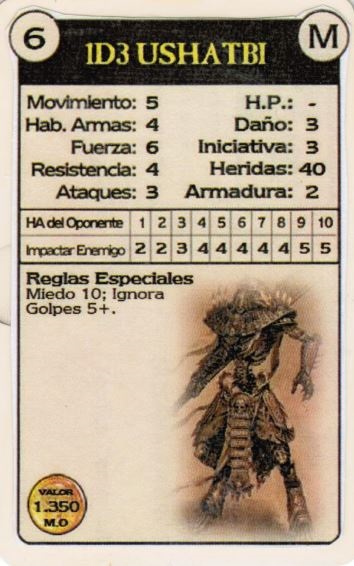 6
1D3 USHATBI
M
Movimiento: 5 H.P.: -
Hab. Armas: 4 Daño: 3
Fuerza: 6 Iniciativa: 3
Resistencia: 4 Heridas: 40
Ataques: 3 Armadura: 2
HA del Oponente 1 2 3 4 5 6 7 8 9 10
Impactar Enemigo 2 2 3 4 4 4 4 4 5 5
Reglas Especiales
Miedo 10; Ignora
Golpes 5+.
VALOR
1.350
M.O